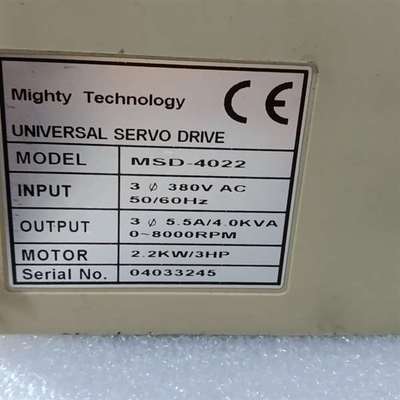 Mighty Technology CE
UNIVERSAL SERVO DRIVE
MODEL MSD-4022
INPUT 3 ⌀ 380V AC
50/60Hz
OUTPUT 3 ⌀ 5.5A/4.0KVA
0~8000RPM
MOTOR 2.2KW/3HP
Serial No. 04033245